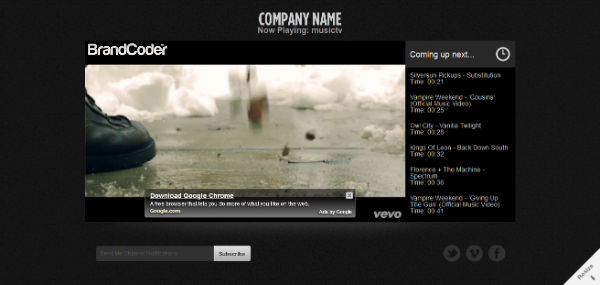 COMPANY NAME
Now Playing: musictv
BrandCoder
Coming up next...
Silversun Pickups - Substitution
Time: 00:21
Vampire Weekend - 'Cousins'
(Official Music Video)
Time: 00:25
Owl City - Vanilla Twilight
Time: 00:28
Kings Of Leon - Back Down South
Time: 00:32
Florence + The Machine -
Spectrum
Time: 00:36
Vampire Weekend - 'Giving Up
The Gun' (Official Music Video)
Time: 00:41
Download Google Chrome
A free browser that lets you do more of what you like on the web.
Google.com
Ads by Google
vevo
Send Me Channel Notifications
Subscribe
Resize